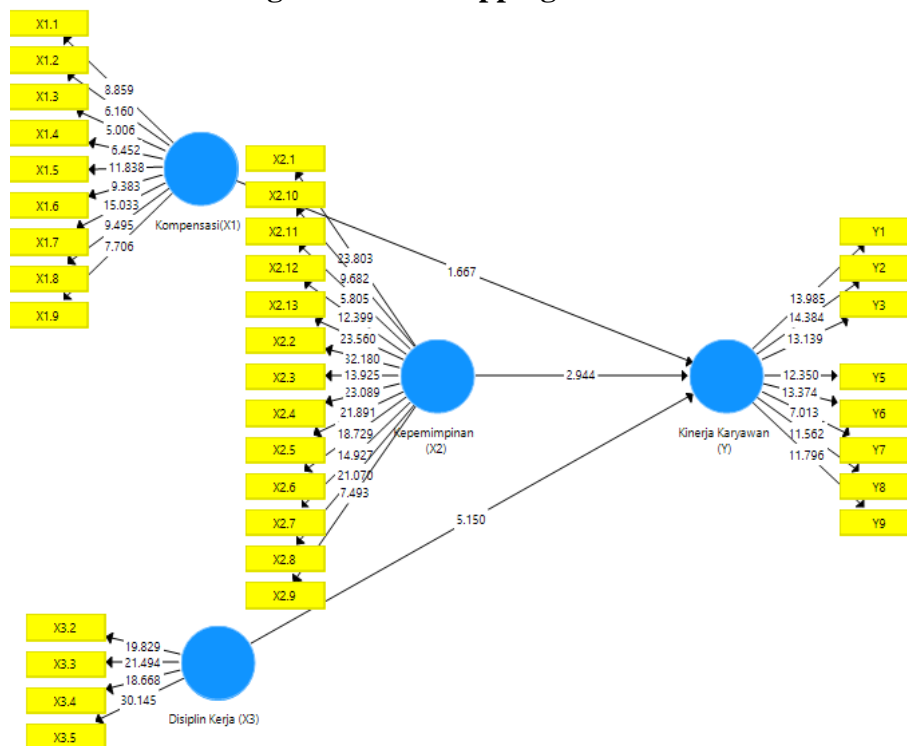 X1.1
X1.2
X1.3
X1.4
X1.5
X1.6
X1.7
X1.8
X1.9
8.859
6.160
5.006
6.452
11.838
9.383
15.033
9.495
7.706
Kompensasi(X1)
X2.1
X2.10
X2.11
X2.12
X2.13
X2.2
X2.3
X2.4
X2.5
X2.6
X2.7
X2.8
X2.9
23.803
9.682
5.805
12.399
23.560
32.180
13.925
23.089
21.891
18.729
14.927
21.070
7.493
Kepemimpinan
(X2)
1.667
2.944
5.150
Kinerja Karyawan
(Y)
13.985
14.384
13.139
12.350
13.374
7.013
11.562
11.796
Y1
Y2
Y3
Y5
Y6
Y7
Y8
Y9
X3.2
X3.3
X3.4
X3.5
19.829
21.494
18.668
30.145
Disiplin Kerja (X3)